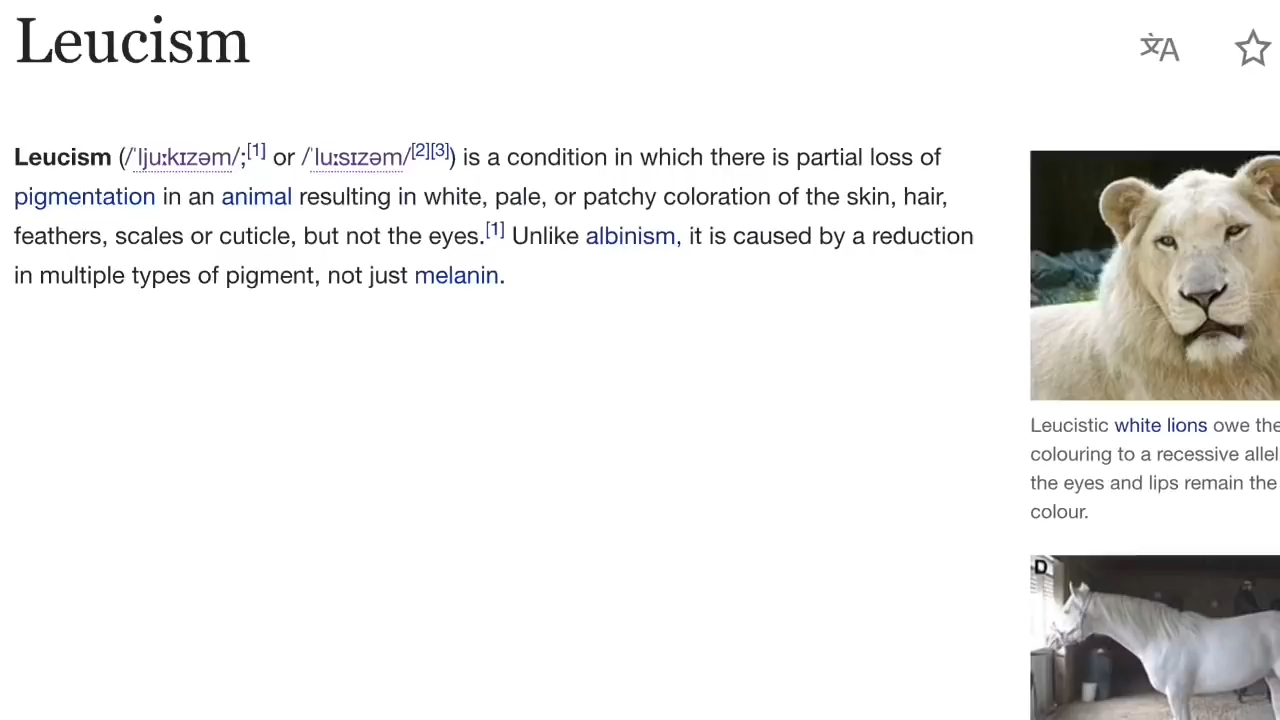 Leucism
Leucism (/ˈljuːkɪzəm/;[1] or /ˈluːsɪzəm/[2][3]) is a condition in which there is partial loss of
pigmentation in an animal resulting in white, pale, or patchy coloration of the skin, hair,
feathers, scales or cuticle, but not the eyes.[1] Unlike albinism, it is caused by a reduction
in multiple types of pigment, not just melanin.
Leucistic white lions owe the
colouring to a recessive allel
the eyes and lips remain the
colour.
D